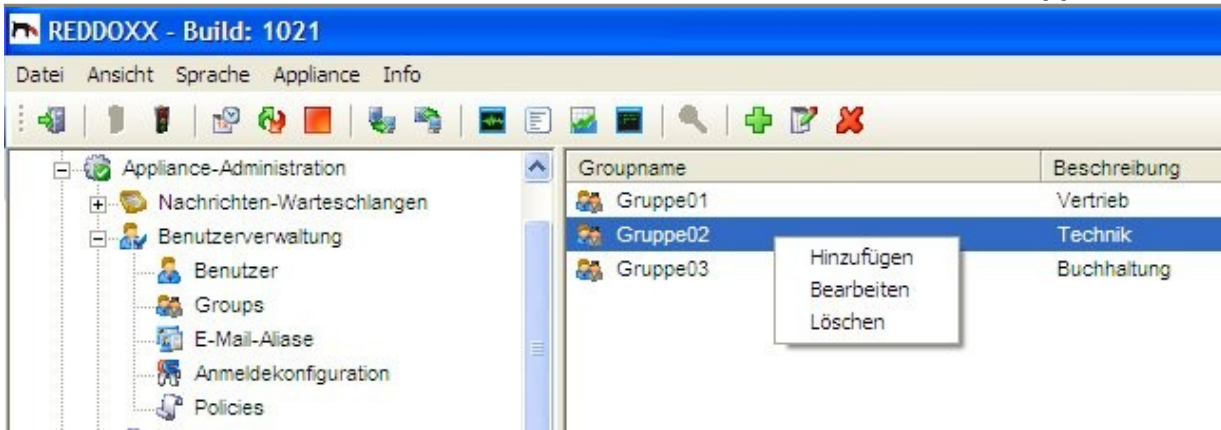 REDDOXX - Build: 1021
Datei Ansicht Sprache Appliance Info
Appliance-Administration
Nachrichten-Warteschlangen
Benutzerverwaltung
Benutzer
Groups
E-Mail-Aliase
Anmeldekonfiguration
Policies
Groupname Beschreibung
Gruppe01 Vertrieb
Gruppe02 Technik
Gruppe03 Buchhaltung
Hinzufügen
Bearbeiten
Löschen